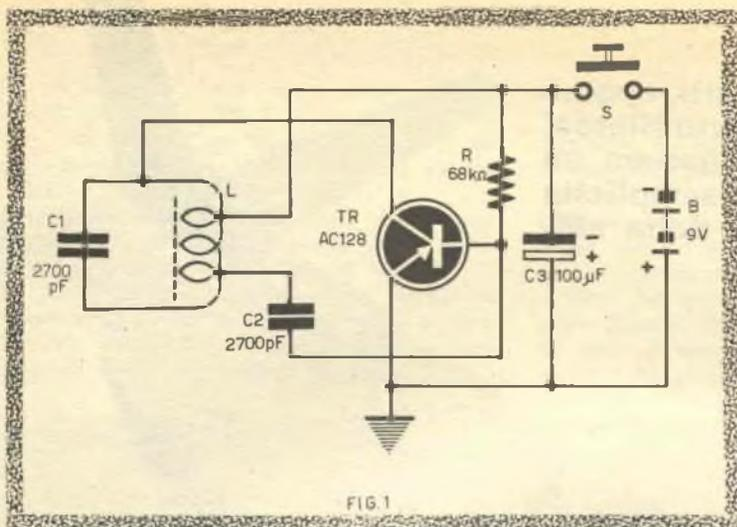 S
L
R
68kΩ
TR
AC128
C1
2700
pF
C2
2700pF
-
+
C3 100µF
-
B
9V
+
FIG.1